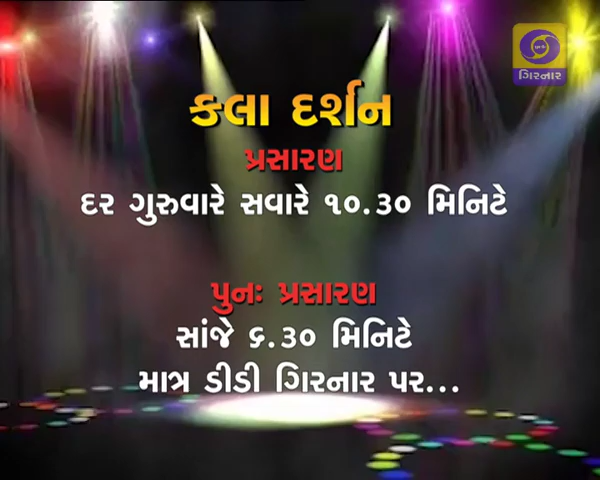 ગિરનાર
કલા દર્શન
પ્રસારણ
દર ગુરુવારે સવારે ૧૦.૩૦ મિનિટે
પુનઃ પ્રસારણ
સાંજે ૬.૩૦ મિનિટે
માત્ર ડીડી ગિરનાર પર...